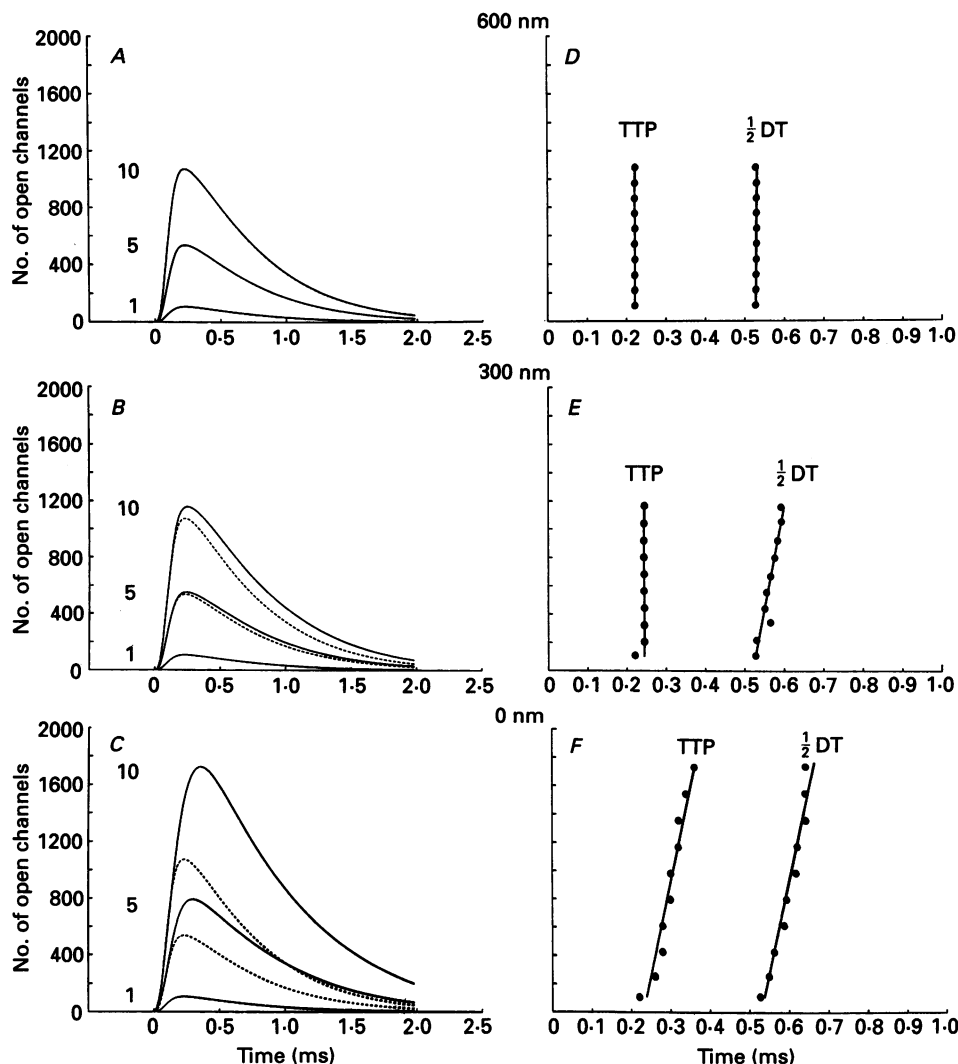 600 nm
A
No. of open channels
2000
1600
1200
800
400
0
10
5
1
0 0·5 1·0 1·5 2·0 2·5
D
TTP ½ DT
0 0·1 0·2 0·3 0·4 0·5 0·6 0·7 0·8 0·9 1·0
300 nm
B
No. of open channels
2000
1600
1200
800
400
0
10
5
1
0 0·5 1·0 1·5 2·0 2·5
E
TTP ½ DT
0 0·1 0·2 0·3 0·4 0·5 0·6 0·7 0·8 0·9 1·0
0 nm
C
No. of open channels
2000
1600
1200
800
400
0
10
5
1
0 0·5 1·0 1·5 2·0 2·5
Time (ms)
F
TTP ½ DT
0 0·1 0·2 0·3 0·4 0·5 0·6 0·7 0·8 0·9 1·0
Time (ms)